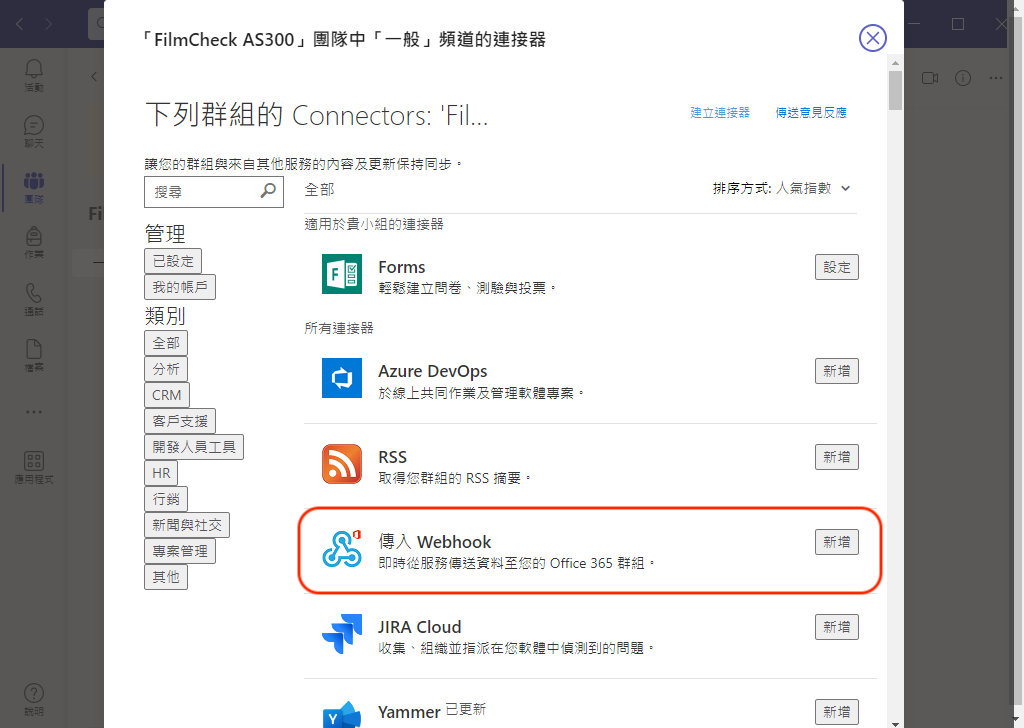 「FilmCheck AS300」團隊中「一般」頻道的連接器
下列群組的 Connectors: 'Fil...
建立連接器
傳送意見反應
讓您的群組與來自其他服務的內容及更新保持同步。
搜尋
全部
排序方式: 人氣指數
管理
已設定
我的帳戶
類別
全部
分析
CRM
客戶支援
開發人員工具
HR
行銷
新聞與社交
專案管理
其他
適用於貴小組的連接器
Forms
輕鬆建立問卷、測驗與投票。
設定
所有連接器
Azure DevOps
於線上共同作業及管理軟體專案。
新增
RSS
取得您群組的 RSS 摘要。
新增
傳入 Webhook
即時從服務傳送資料至您的 Office 365 群組。
新增
JIRA Cloud
收集、組織並指派在您軟體中偵測到的問題。
新增
Yammer 已更新
新增
活動
聊天
團隊
作業
通話
檔案
應用程式
說明
Fi